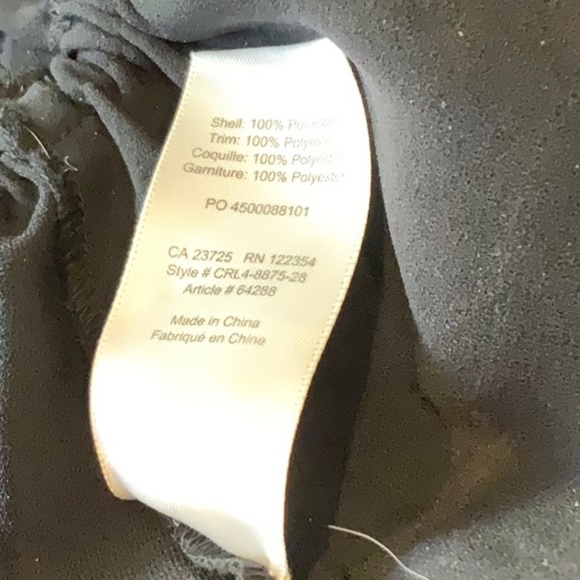 Shell: 100% Polyester
Trim: 100% Polyester
Coquille: 100% Polyester
Garniture: 100% Polyester
PO 4500088101
CA 23725 RN 122354
Style # CRL4-8875-28
Article # 64288
Made in China
Fabriqué en China